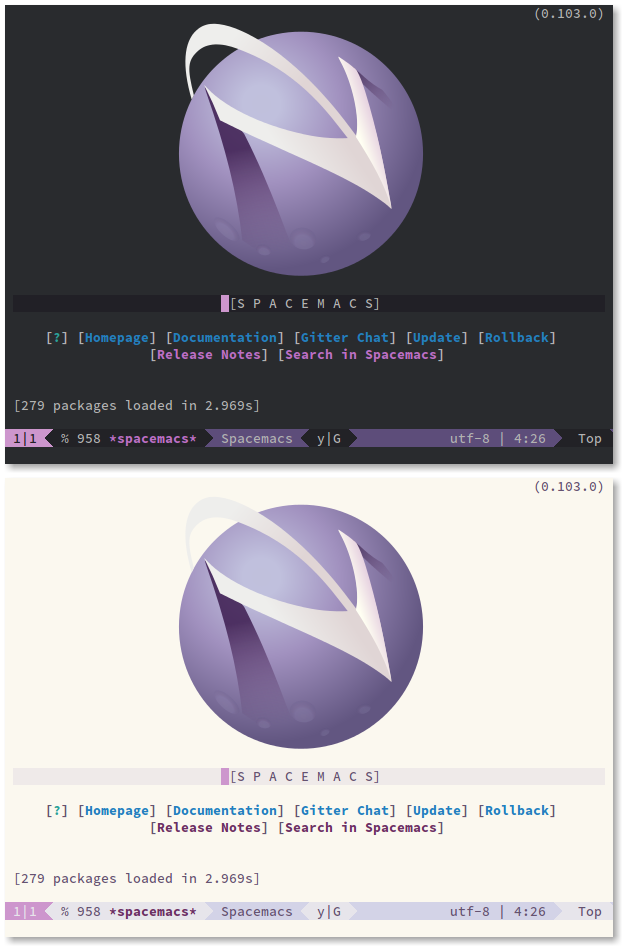 (0.103.0)
[S P A C E M A C S]
[?] [Homepage] [Documentation] [Gitter Chat] [Update] [Rollback]
[Release Notes] [Search in Spacemacs]
[279 packages loaded in 2.969s]
1|1 % 958 *spacemacs* Spacemacs y|G utf-8 | 4:26 Top
(0.103.0)
[S P A C E M A C S]
[?] [Homepage] [Documentation] [Gitter Chat] [Update] [Rollback]
[Release Notes] [Search in Spacemacs]
[279 packages loaded in 2.969s]
1|1 % 958 *spacemacs* Spacemacs y|G utf-8 | 4:26 Top